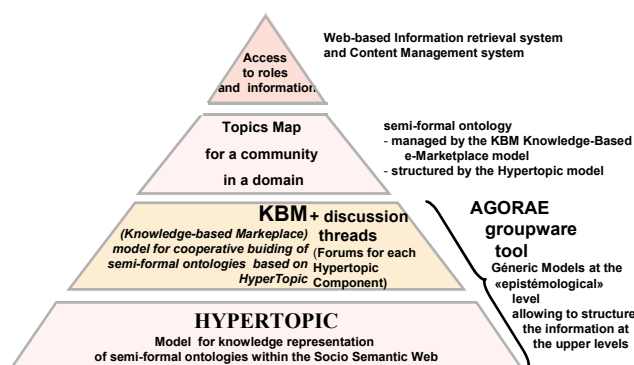 Access
to roles
and information
Web-based Information retrieval system
and Content Management system
Topics Map
for a community
in a domain
semi-formal ontology
- managed by the KBM Knowledge-Based
e-Marketplace model
- structured by the Hypertopic model
KBM + discussion
threads
(Knowledge-based Markeplace)
model for cooperative buiding of
semi-formal ontologies based on
HyperTopic
(Forums for each
Hypertopic
Component)
AGORAE
groupware
tool
Géneric Models at the
«epistémological»
level
allowing to structure
the information at
the upper levels
HYPERTOPIC
Model for knowledge representation
of semi-formal ontologies within the Socio Semantic Web